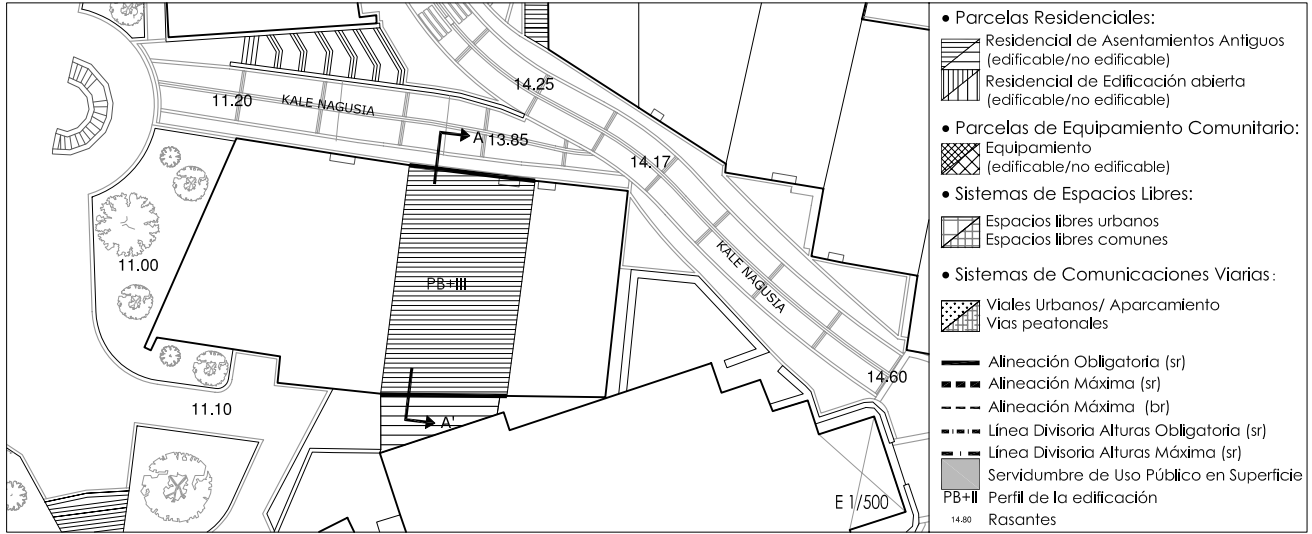 14.25
11.20
KALE NAGUSIA
A
13.85
14.17
KALE NAGUSIA
11.00
PB+III
14.60
11.10
A'
E 1/500
• Parcelas Residenciales:
Residencial de Asentamientos Antiguos
(edificable/no edificable)
Residencial de Edificación abierta
(edificable/no edificable)
• Parcelas de Equipamiento Comunitario:
Equipamiento
(edificable/no edificable)
• Sistemas de Espacios Libres:
Espacios libres urbanos
Espacios libres comunes
• Sistemas de Comunicaciones Viarias:
Viales Urbanos/ Aparcamiento
Vias peatonales
Alineación Obligatoria (sr)
Alineación Máxima (sr)
Alineación Máxima (br)
Línea Divisoria Alturas Obligatoria (sr)
Línea Divisoria Alturas Máxima (sr)
Servidumbre de Uso Público en Superficie
PB+II Perfil de la edificación
14.80 Rasantes